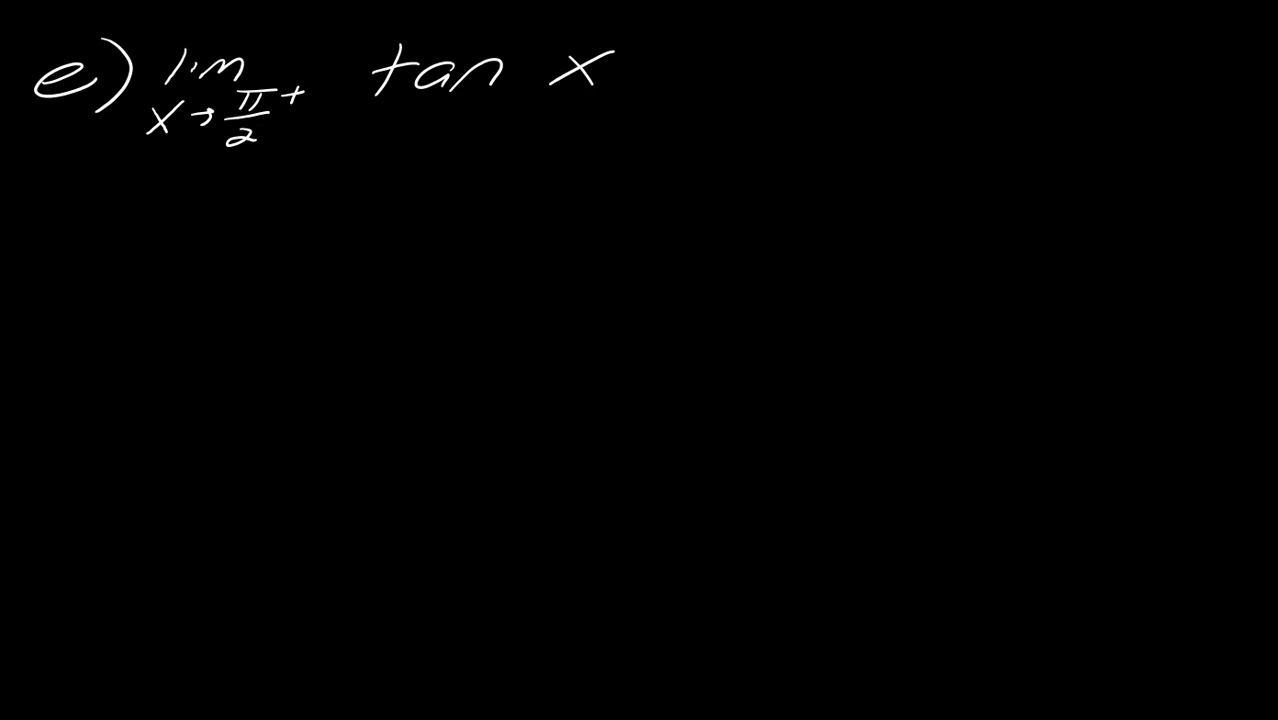 e) lim tan x
x→π/2+